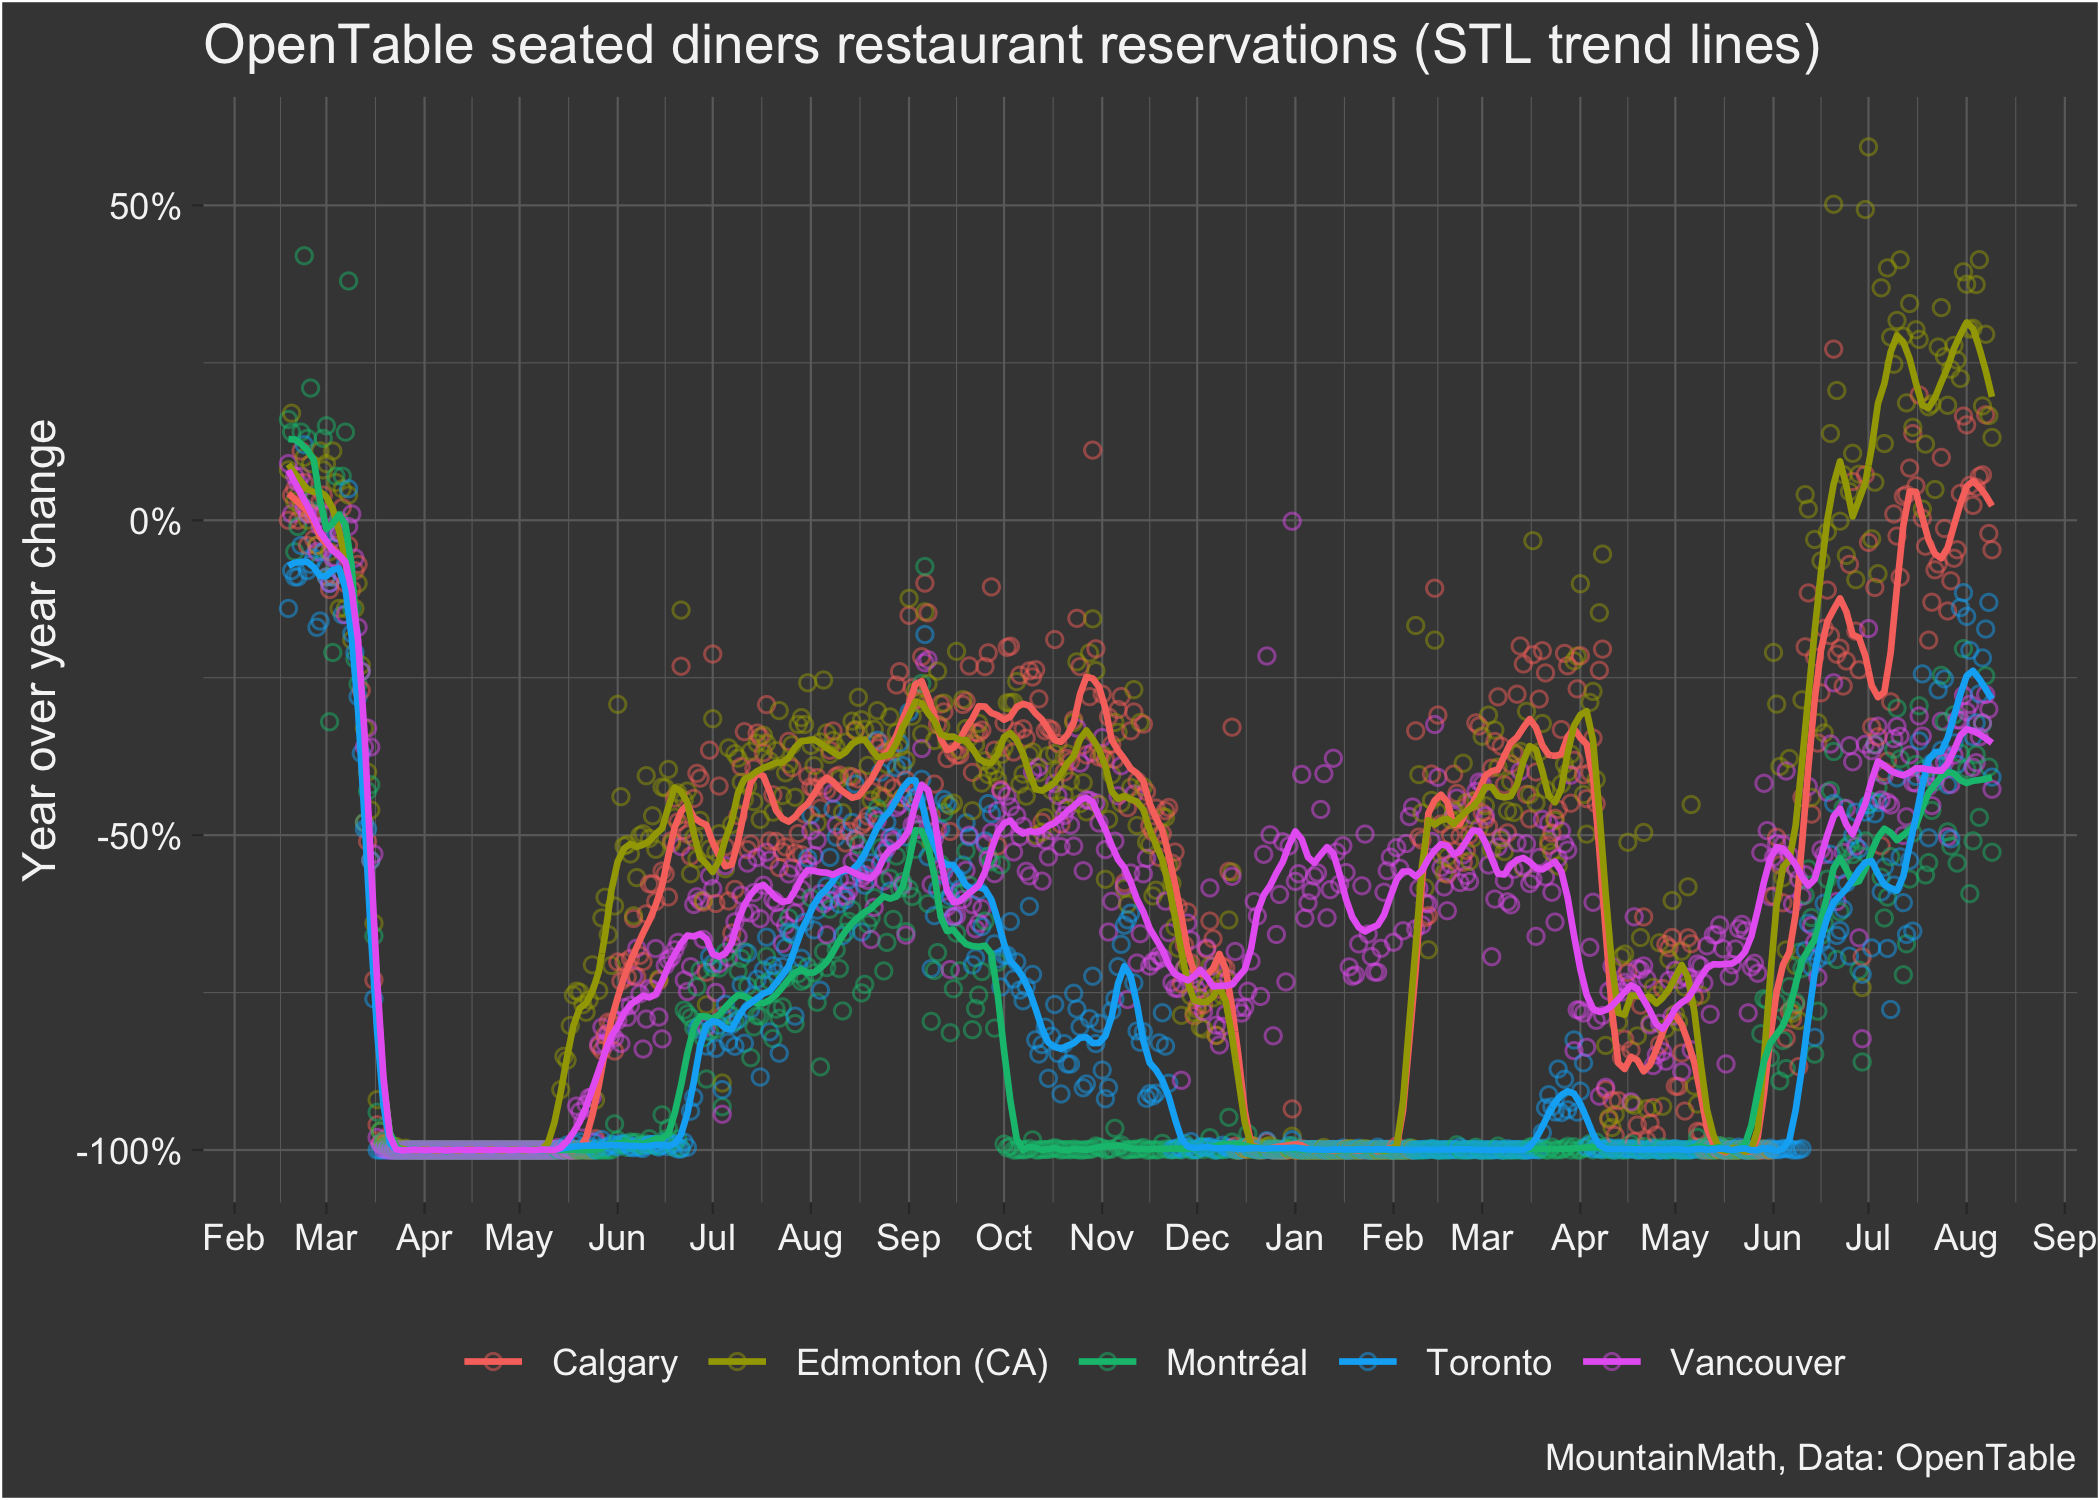 OpenTable seated diners restaurant reservations (STL trend lines)
Year over year change
50%
0%
-50%
-100%
Feb Mar Apr May Jun Jul Aug Sep Oct Nov Dec Jan Feb Mar Apr May Jun Jul Aug Sep
Calgary Edmonton (CA) Montréal Toronto Vancouver
MountainMath, Data: OpenTable